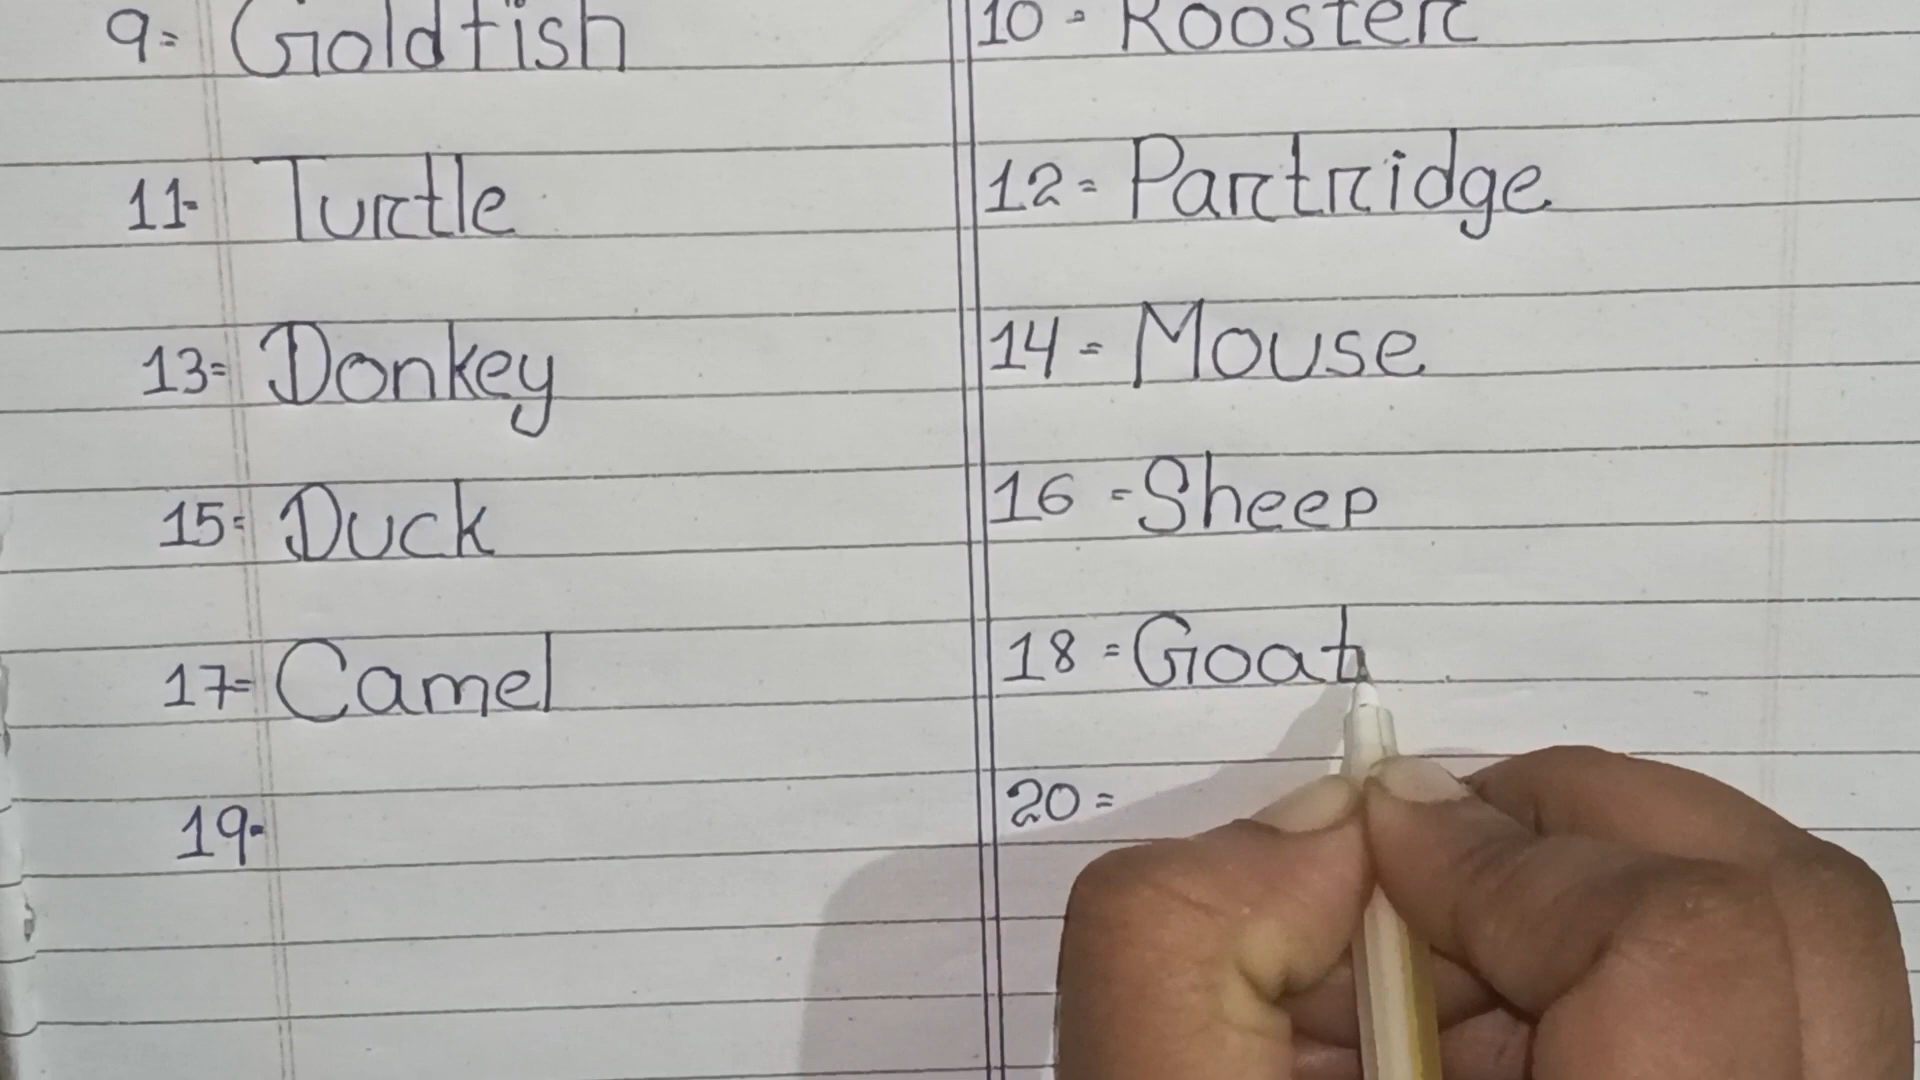 9= Goldfish 10= Rooster
11- Turtle 12= Partridge
13= Donkey 14= Mouse
15= Duck 16=Sheep
17= Camel 18=Goat
19- 20=